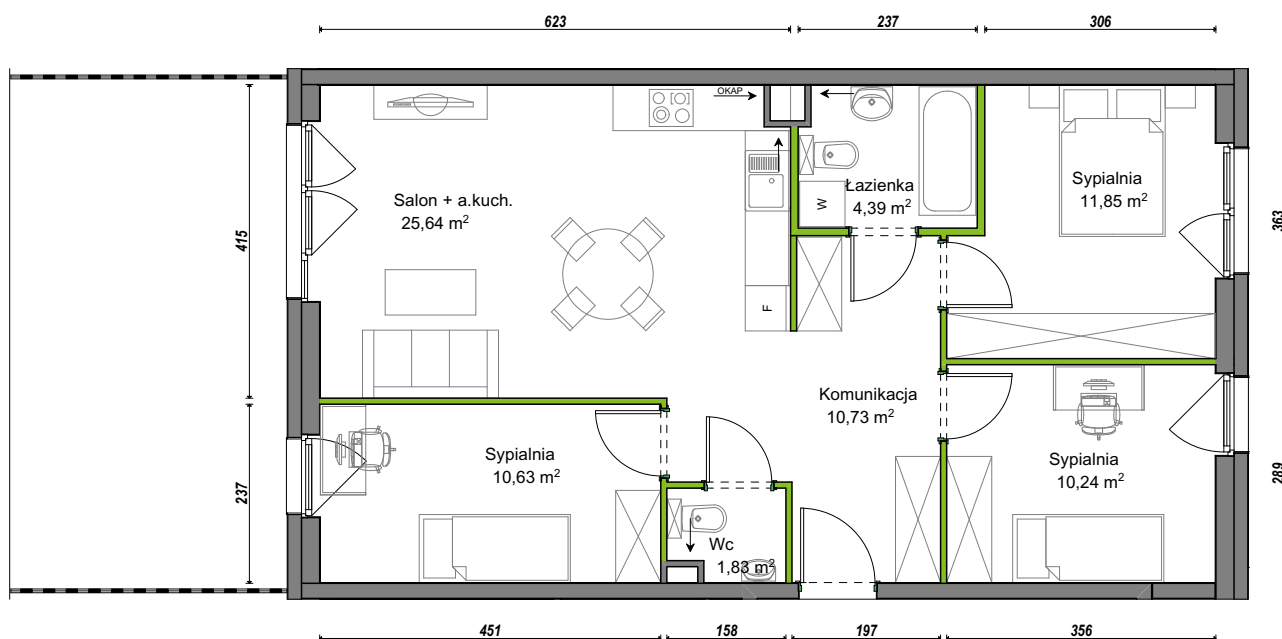 623
237
306
OKAP
Salon + a.kuch.
25,64 m²
Łazienka
4,39 m²
W
Sypialnia
11,85 m²
415
363
F
Komunikacja
10,73 m²
Sypialnia
10,63 m²
Sypialnia
10,24 m²
237
289
Wc
1,83 m²
451
158
197
356